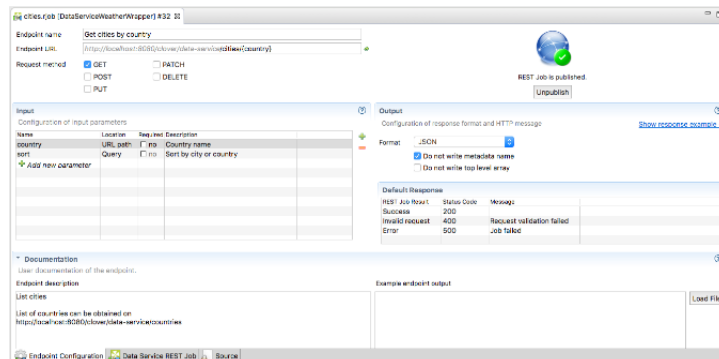 cities.rjob [DataServiceWeatherWrapper] #32
Endpoint name Get cities by country
Endpoint URL http://localhost:8080/clover/data-service/cities/{country}
Request method GET PATCH
POST DELETE
PUT
REST Job is published.
Unpublish
Input
Configuration of input parameters
Name Location Required Description
country URL path no Country name
sort Query no Sort by city or country
Add new parameter
Output
Configuration of response format and HTTP message
Show response example
Format JSON
Do not write metadata name
Do not write top level array
Default Response
REST Job Result Status Code Message
Success 200
Invalid request 400 Request validation failed
Error 500 Job failed
Documentation
User documentation of the endpoint.
Endpoint description
List cities
List of countries can be obtained on
http://localhost:8080/clover/data-service/countries
Example endpoint output
Load File
Endpoint Configuration Data Service REST Job Source